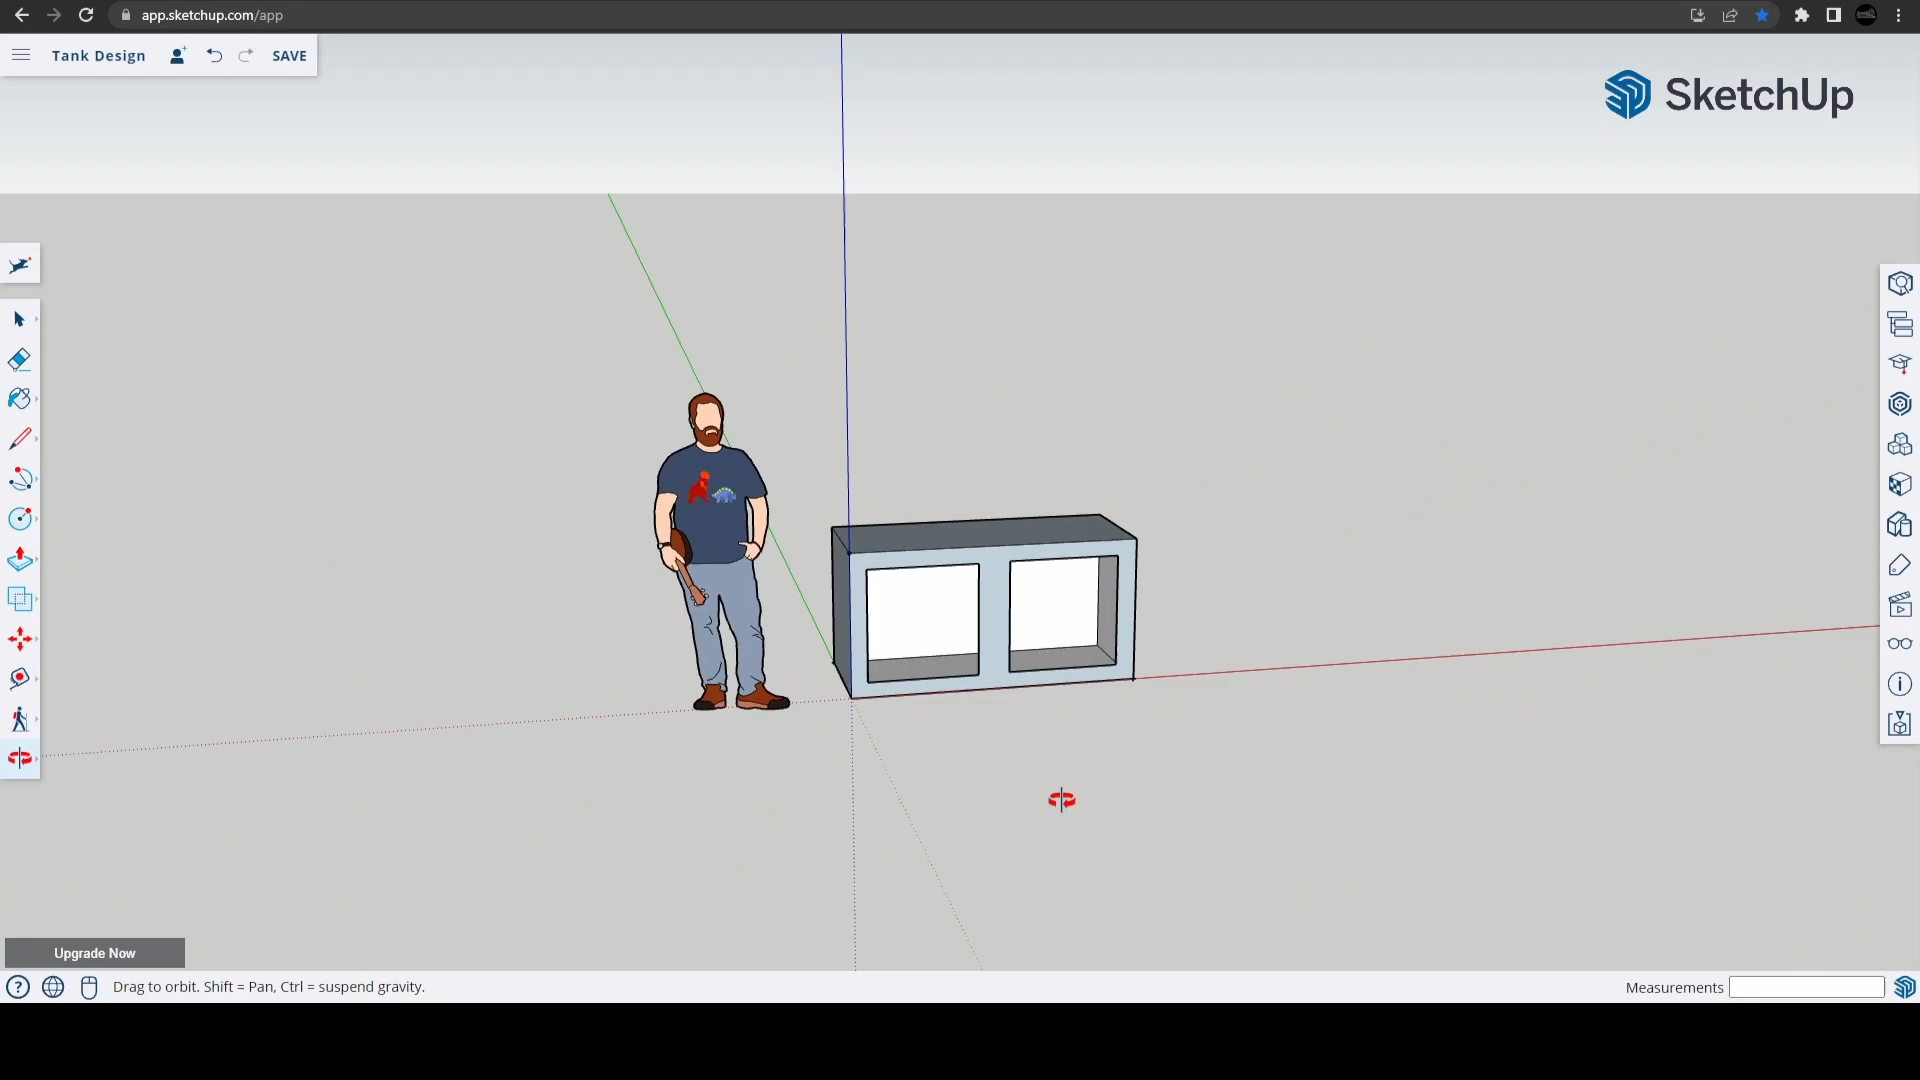 app.sketchup.com/app
Tank Design
SAVE
SketchUp
Upgrade Now
Drag to orbit. Shift = Pan, Ctrl = suspend gravity.
Measurements